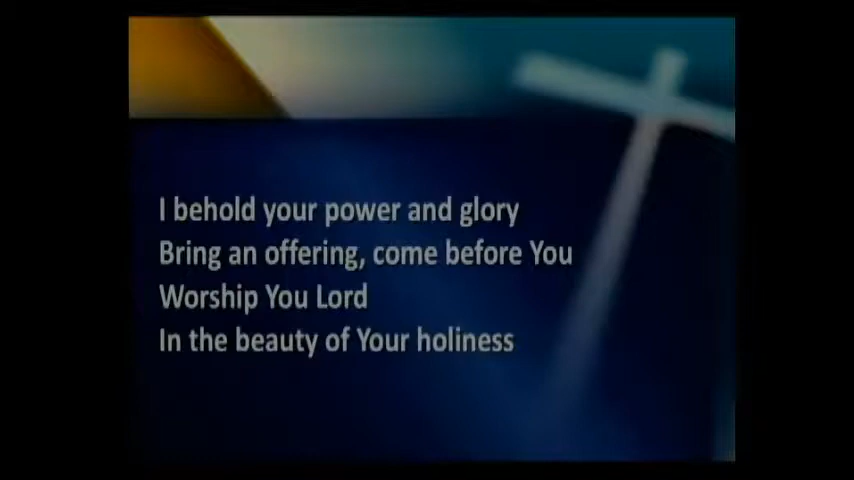 I behold your power and glory
Bring an offering, come before You
Worship You Lord
In the beauty of Your holiness